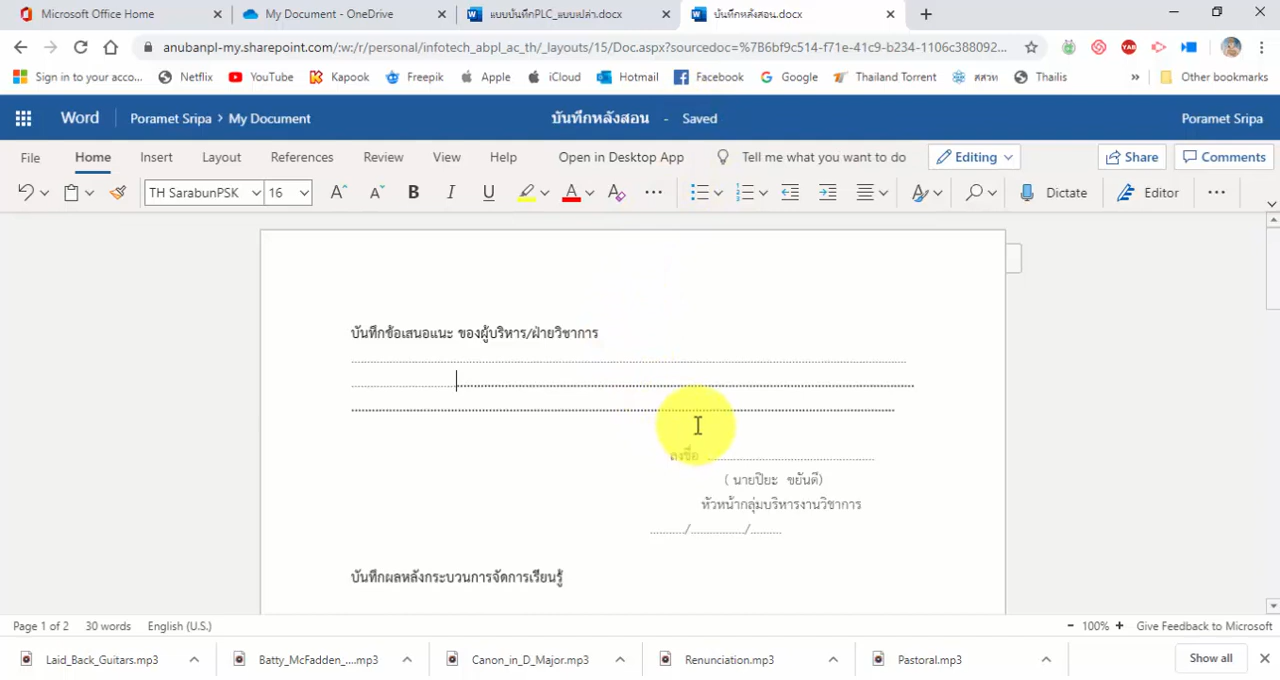 Microsoft Office Home
My Document - OneDrive
แบบบันทึกPLC_แบบเปล่า.docx
บันทึกหลังสอน.docx
anubanpl-my.sharepoint.com/:w:/r/personal/infotech_abpl_ac_th/_layouts/15/Doc.aspx?sourcedoc=%7B6bf9c514-f71e-41c9-b234-1106c388092...
Sign in to your acco...
Netflix
YouTube
Kapook
Freepik
Apple
iCloud
Hotmail
Facebook
Google
Thailand Torrent
สสวท
Thailis
»
Other bookmarks
Word
Poramet Sripa > My Document
บันทึกหลังสอน - Saved
Poramet Sripa
File
Home
Insert
Layout
References
Review
View
Help
Open in Desktop App
Tell me what you want to do
Editing
Share
Comments
TH SarabunPSK
16
B
I
U
Dictate
Editor
บันทึกข้อเสนอแนะ ของผู้บริหาร/ฝ่ายวิชาการ
ลงชื่อ
( นายปิยะ ขยันดี)
หัวหน้ากลุ่มบริหารงานวิชาการ
............/.................../..........
บันทึกผลหลังกระบวนการจัดการเรียนรู้
Page 1 of 2
30 words
English (U.S.)
- 100% +
Give Feedback to Microsoft
Laid_Back_Guitars.mp3
Batty_McFadden_....mp3
Canon_in_D_Major.mp3
Renunciation.mp3
Pastoral.mp3
Show all